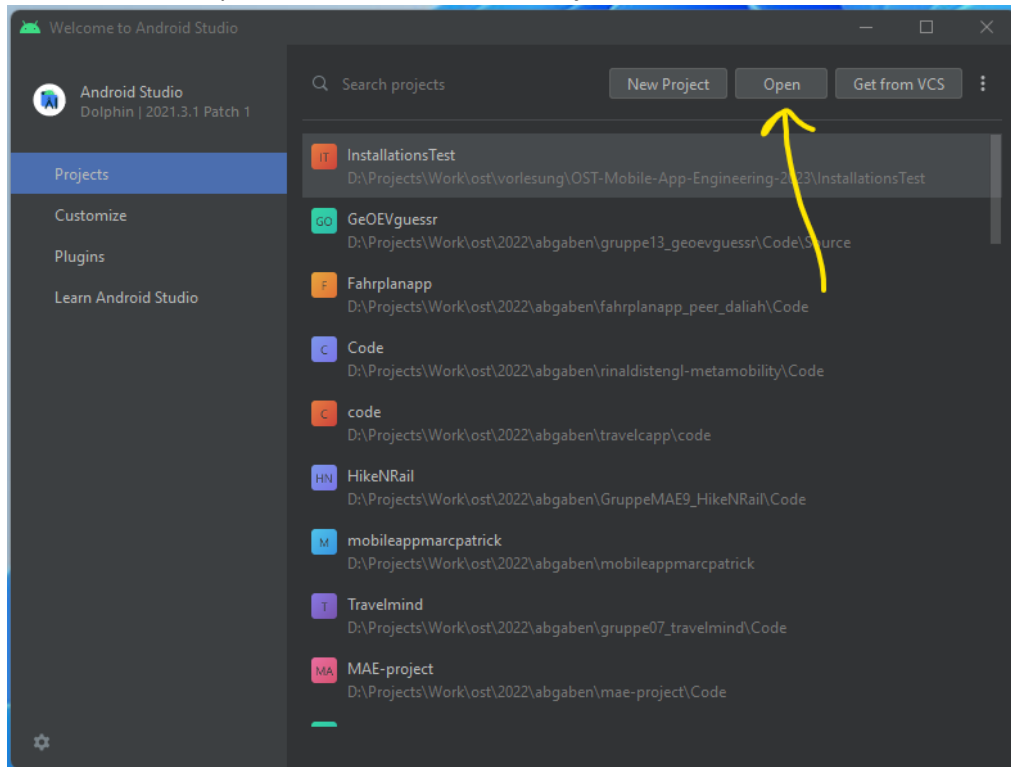 Welcome to Android Studio
Android Studio
Dolphin | 2021.3.1 Patch 1
Projects
Customize
Plugins
Learn Android Studio
Search projects
New Project
Open
Get from VCS
IT
InstallationsTest
D:\Projects\Work\ost\vorlesung\OST-Mobile-App-Engineering-2023\InstallationsTest
GO
GeOEVguessr
D:\Projects\Work\ost\2022\abgaben\gruppe13_geoevguessr\Code\Source
F
Fahrplanapp
D:\Projects\Work\ost\2022\abgaben\fahrplanapp_peer_daliah\Code
C
Code
D:\Projects\Work\ost\2022\abgaben\rinaldistengl-metamobility\Code
C
code
D:\Projects\Work\ost\2022\abgaben\travelcapp\code
HN
HikeNRail
D:\Projects\Work\ost\2022\abgaben\GruppeMAE9_HikeNRail\Code
M
mobileappmarcpatrick
D:\Projects\Work\ost\2022\abgaben\mobileappmarcpatrick
T
Travelmind
D:\Projects\Work\ost\2022\abgaben\gruppe07_travelmind\Code
MA
MAE-project
D:\Projects\Work\ost\2022\abgaben\mae-project\Code